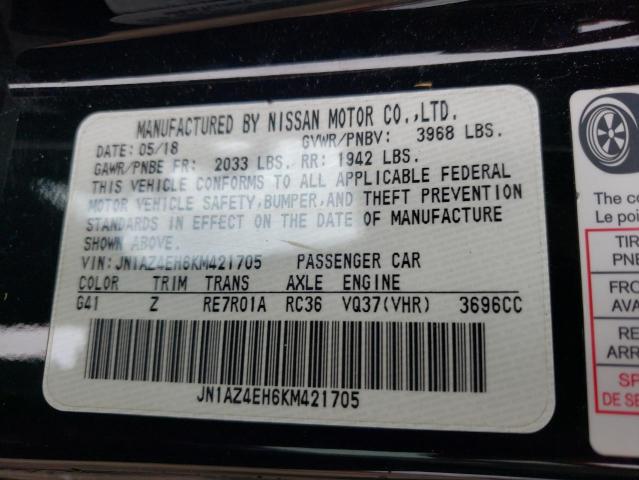 MANUFACTURED BY NISSAN MOTOR CO.,LTD.
DATE: 05/18 GVWR/PNBV: 3968 LBS.
GAWR/PNBE FR: 2033 LBS. RR: 1942 LBS.
THIS VEHICLE CONFORMS TO ALL APPLICABLE FEDERAL
MOTOR VEHICLE SAFETY,BUMPER,AND THEFT PREVENTION
STANDARDS IN EFFECT ON THE DATE OF MANUFACTURE
SHOWN ABOVE.
VIN:JN1AZ4EH6KM421705 PASSENGER CAR
COLOR TRIM TRANS AXLE ENGINE
G41 Z RE7R01A RC36 VQ37(VHR) 3696CC
JN1AZ4EH6KM421705
The co
Le poi
TIR
PNE
FRO
AVA
RE
ARR
SP
DE SE